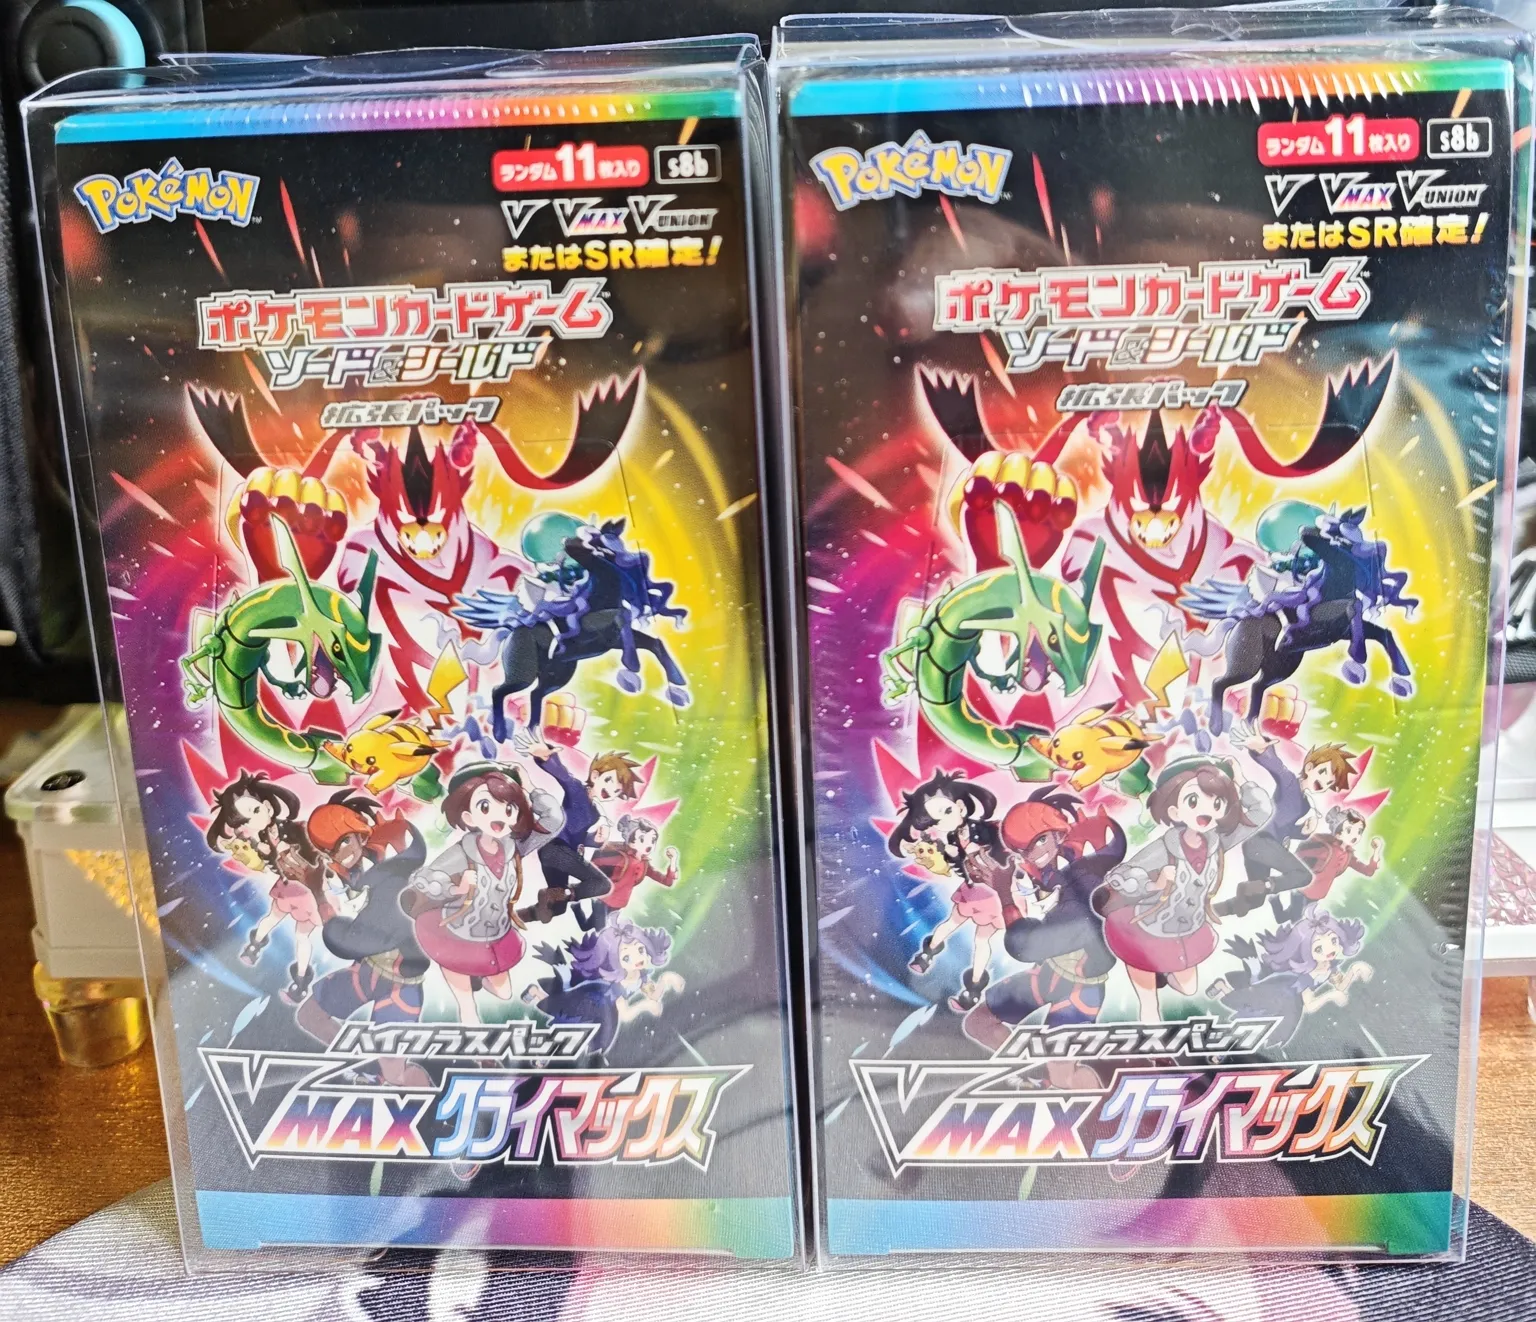 POKéMON
ランダム11枚入り s8b
V VMAX V-UNION
またはSR確定!
ポケモンカードゲーム
ソード&シールド
拡張パック
ハイクラスパック
VMAXクライマックス
POKéMON
ランダム11枚入り s8b
V VMAX V-UNION
またはSR確定!
ポケモンカードゲーム
ソード&シールド
拡張パック
ハイクラスパック
VMAXクライマックス